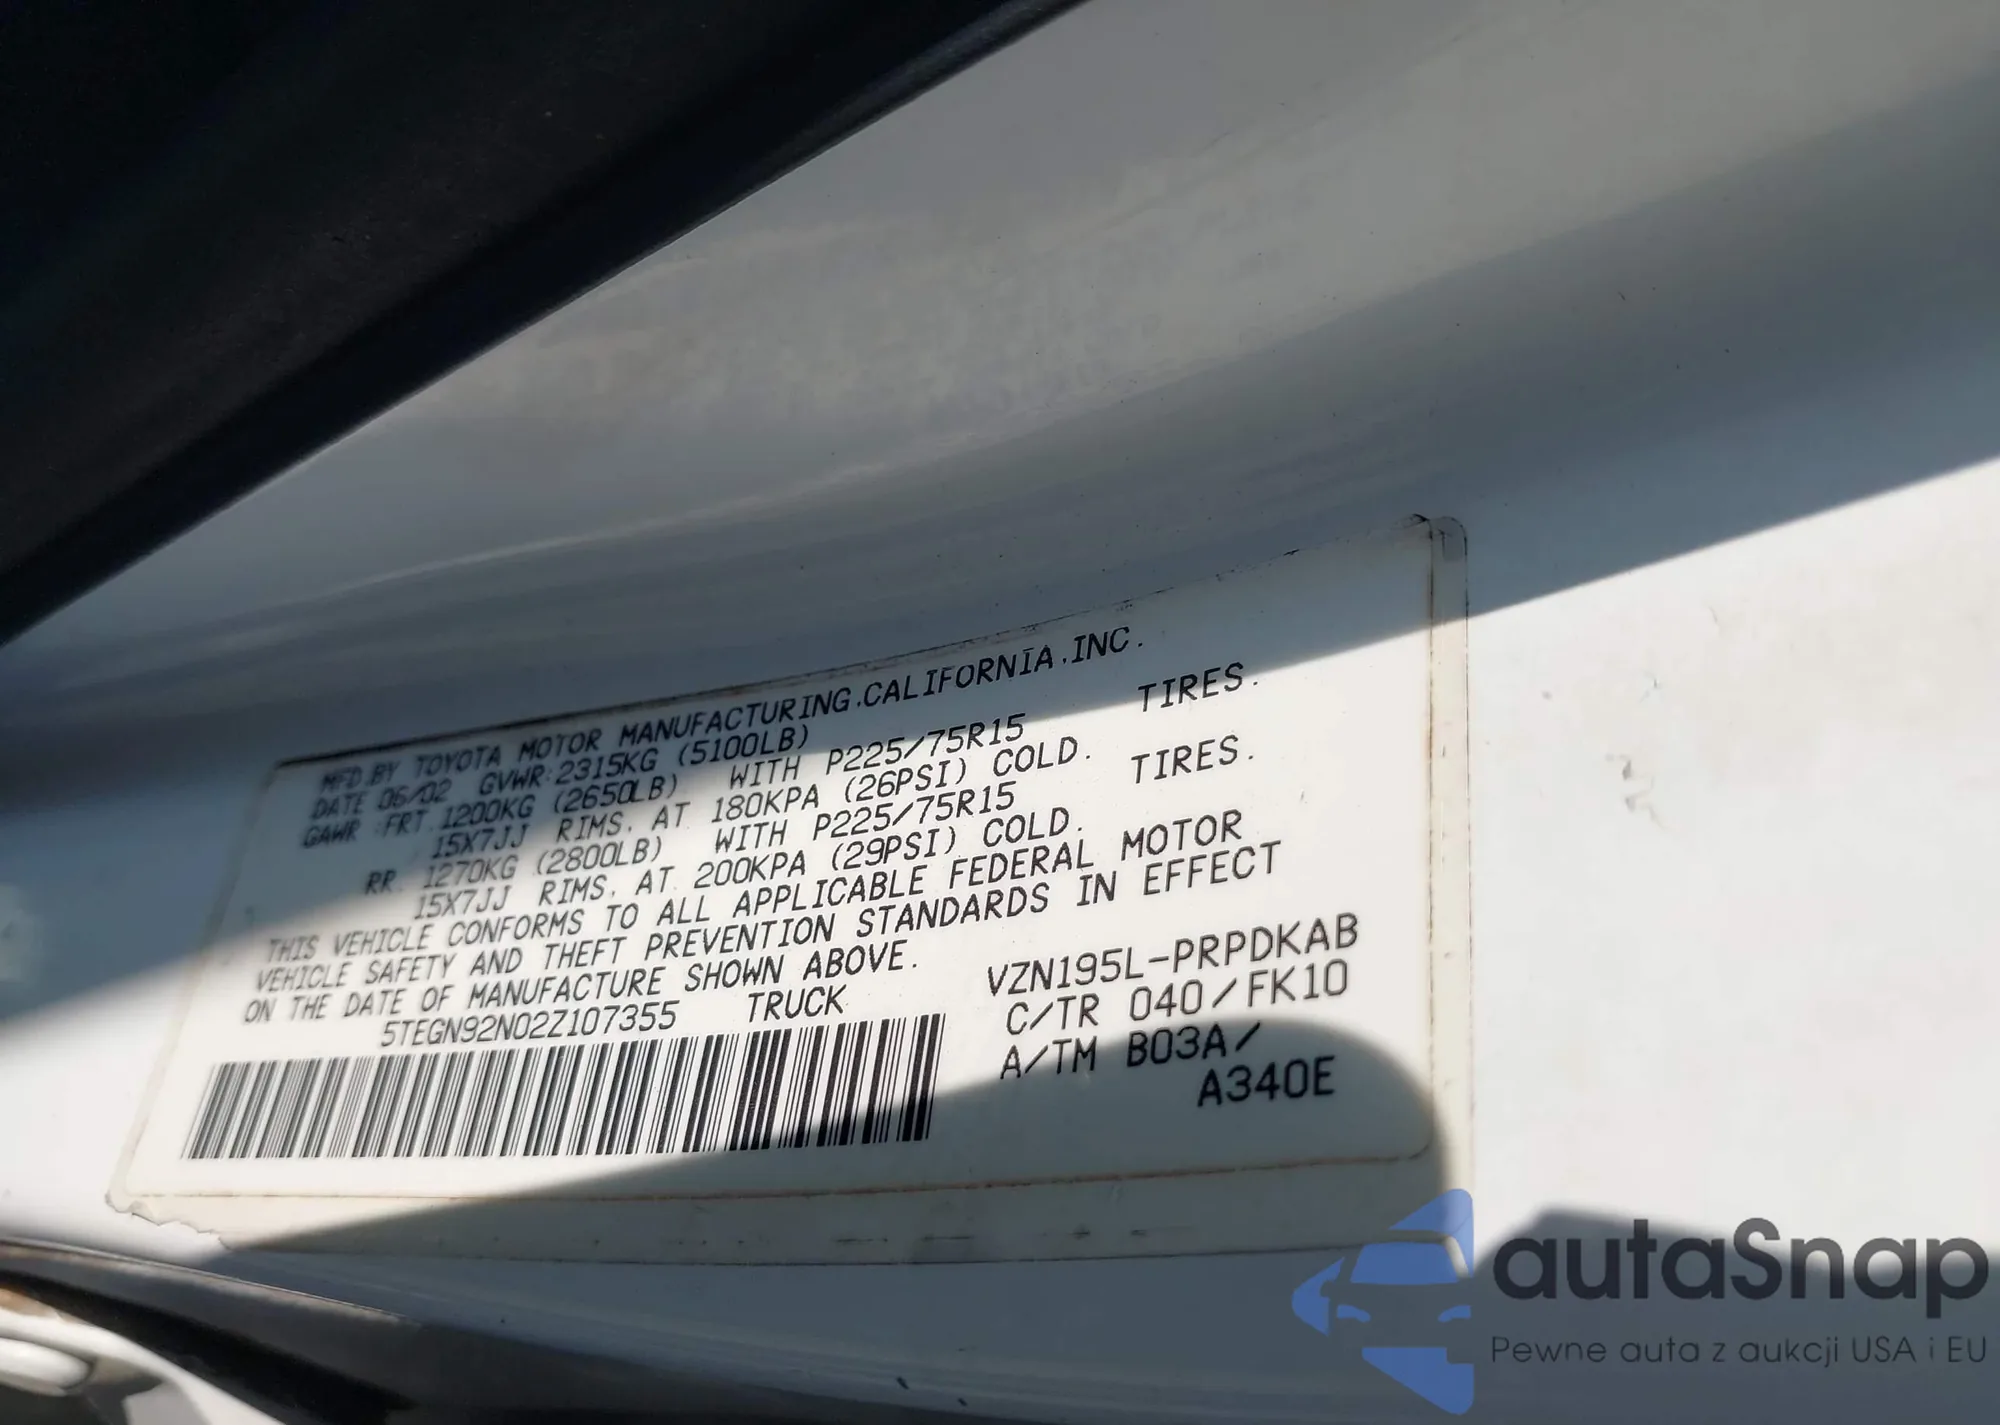 MFD.BY TOYOTA MOTOR MANUFACTURING.CALIFORNIA.INC.
DATE 06/02 GVWR:2315KG (5100LB)
GAWR :FRT.1200KG (2650LB) WITH P225/75R15 TIRES.
15X7JJ RIMS. AT 180KPA (26PSI) COLD.
RR. 1270KG (2800LB) WITH P225/75R15 TIRES.
15X7JJ RIMS. AT 200KPA (29PSI) COLD.
THIS VEHICLE CONFORMS TO ALL APPLICABLE FEDERAL MOTOR
VEHICLE SAFETY AND THEFT PREVENTION STANDARDS IN EFFECT
ON THE DATE OF MANUFACTURE SHOWN ABOVE.
5TEGN92N02Z107355 TRUCK
VZN195L-PRPDKAB
C/TR 040/FK10
A/TM B03A/
A340E
autaSnap
Pewne auta z aukcji USA i EU